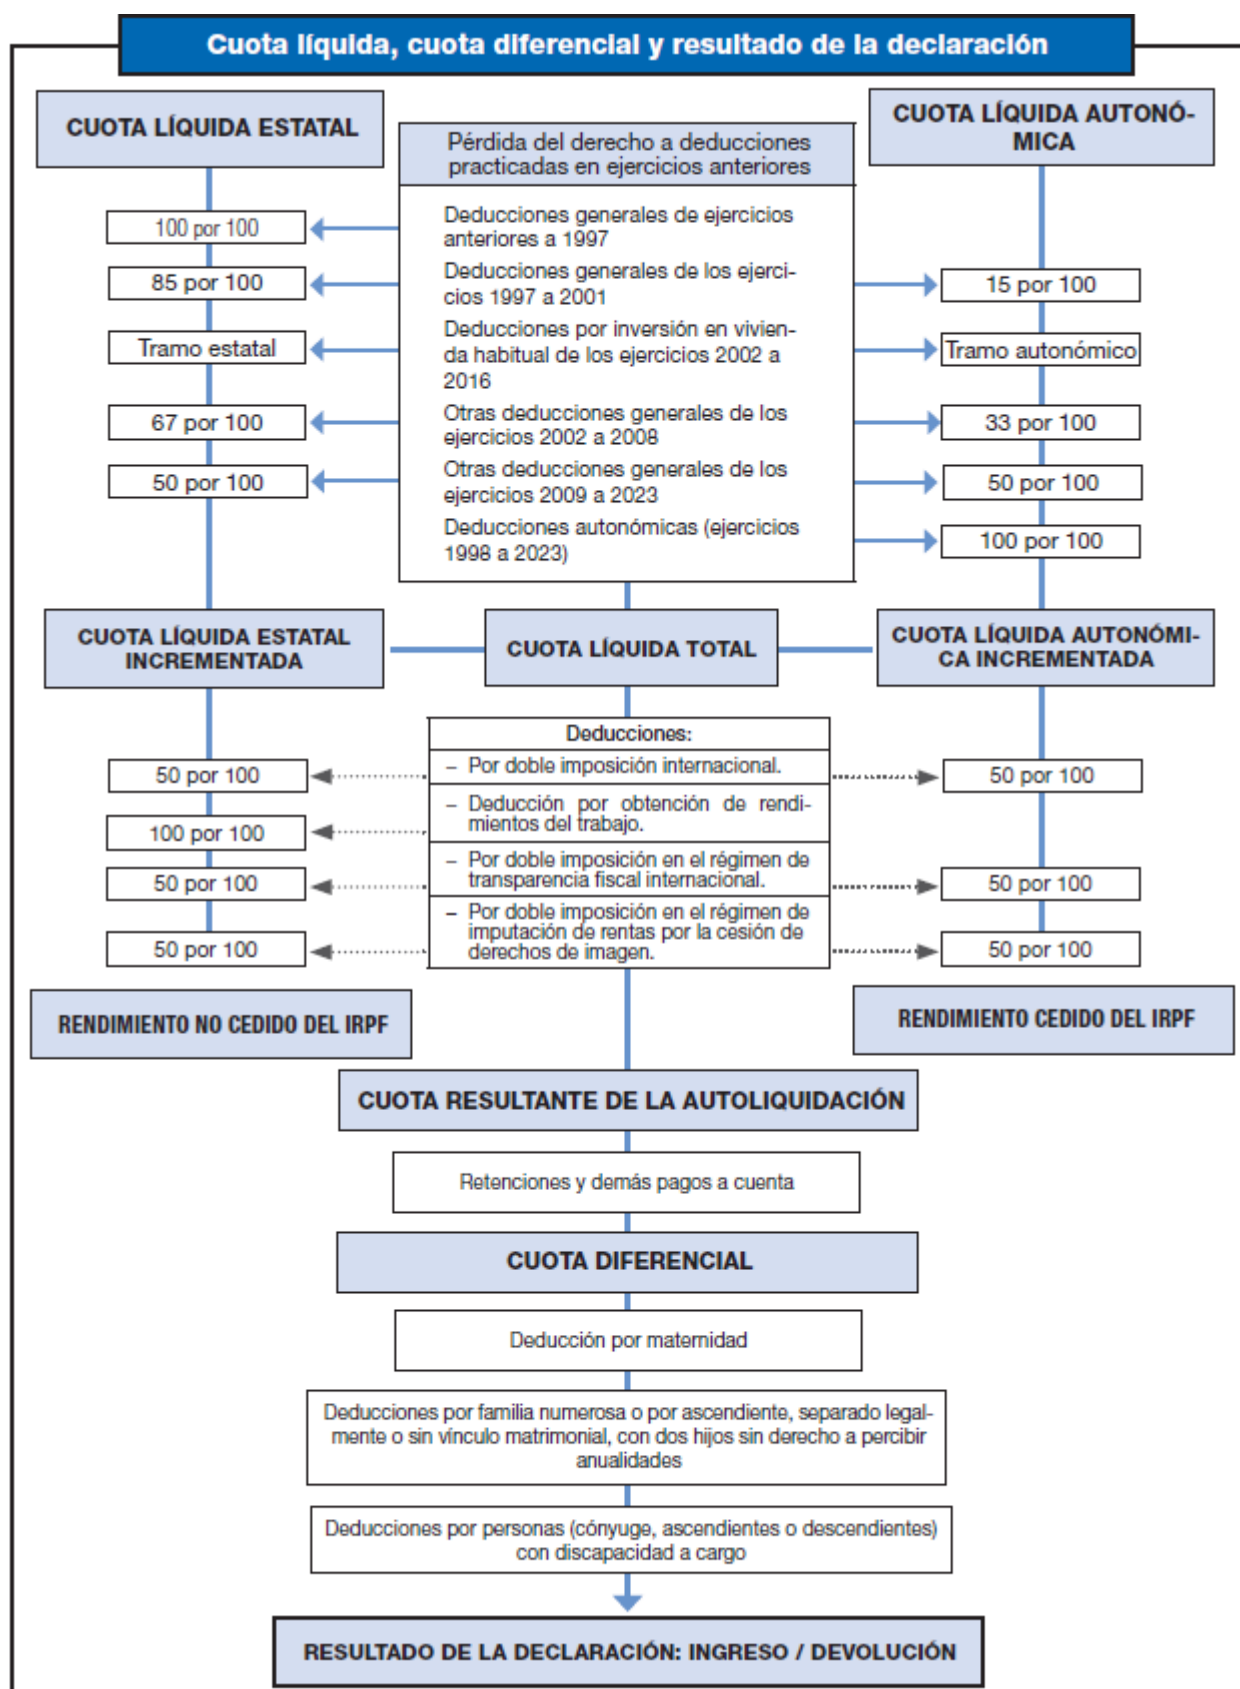 Cuota líquida, cuota diferencial y resultado de la declaración
CUOTA LÍQUIDA ESTATAL
CUOTA LÍQUIDA AUTONÓ-
MICA
Pérdida del derecho a deducciones
practicadas en ejercicios anteriores
100 por 100
Deducciones generales de ejercicios
anteriores a 1997
85 por 100
Deducciones generales de los ejerci-
cios 1997 a 2001
15 por 100
Tramo estatal
Deducciones por inversión en vivien-
da habitual de los ejercicios 2002 a
2016
Tramo autonómico
67 por 100
Otras deducciones generales de los
ejercicios 2002 a 2008
33 por 100
50 por 100
Otras deducciones generales de los
ejercicios 2009 a 2023
50 por 100
Deducciones autonómicas (ejercicios
1998 a 2023)
100 por 100
CUOTA LÍQUIDA ESTATAL
INCREMENTADA
CUOTA LÍQUIDA TOTAL
CUOTA LÍQUIDA AUTONÓMI-
CA INCREMENTADA
Deducciones:
50 por 100
– Por doble imposición internacional.
50 por 100
100 por 100
– Deducción por obtención de rendi-
mientos del trabajo.
50 por 100
– Por doble imposición en el régimen de
transparencia fiscal internacional.
50 por 100
50 por 100
– Por doble imposición en el régimen de
imputación de rentas por la cesión de
derechos de imagen.
50 por 100
RENDIMIENTO NO CEDIDO DEL IRPF
RENDIMIENTO CEDIDO DEL IRPF
CUOTA RESULTANTE DE LA AUTOLIQUIDACIÓN
Retenciones y demás pagos a cuenta
CUOTA DIFERENCIAL
Deducción por maternidad
Deducciones por familia numerosa o por ascendiente, separado legal-
mente o sin vínculo matrimonial, con dos hijos sin derecho a percibir
anualidades
Deducciones por personas (cónyuge, ascendientes o descendientes)
con discapacidad a cargo
RESULTADO DE LA DECLARACIÓN: INGRESO / DEVOLUCIÓN